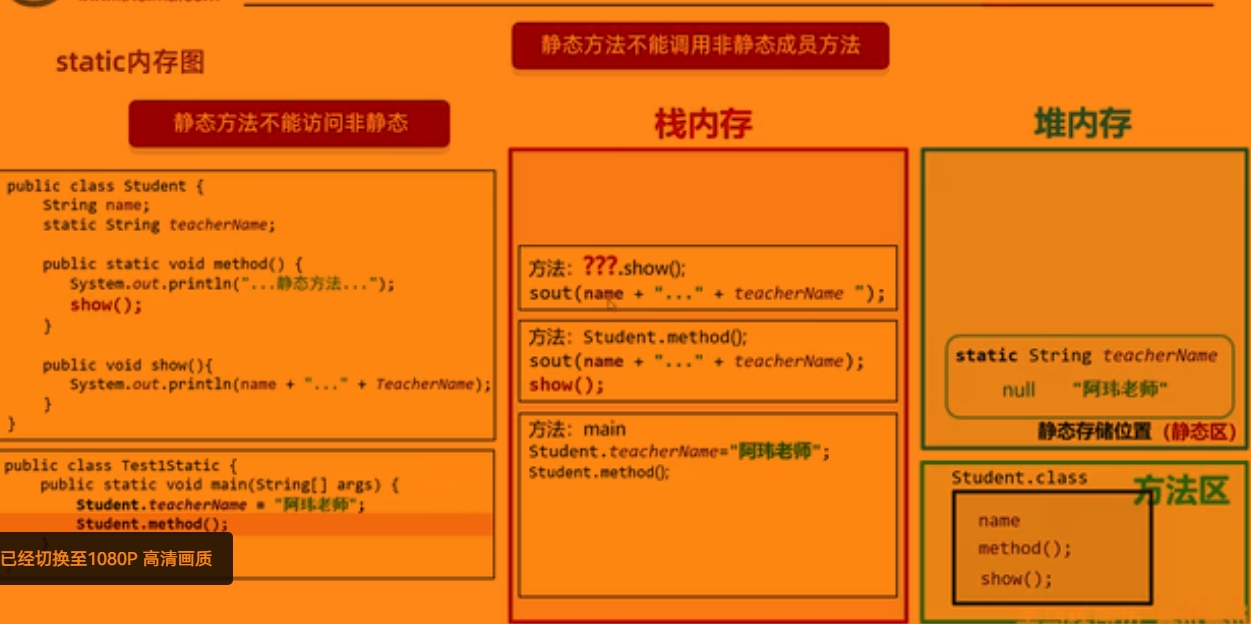 静态方法不能调用非静态成员方法
static内存图
静态方法不能访问非静态
栈内存
堆内存
public class Student {
String name;
static String teacherName;
public static void method() {
System.out.println("...静态方法...");
show();
}
public void show(){
System.out.println(name + "..." + TeacherName);
}
}
public class Test1Static {
public static void main(String[] args) {
Student.teacherName = "阿玮老师";
Student.method();
}
已经切换至1080P 高清画质
方法：???.show();
sout(name + "..." + teacherName ");
方法：Student.method();
sout(name + "..." + teacherName);
show();
方法：main
Student.teacherName="阿玮老师";
Student.method();
static String teacherName
null "阿玮老师"
静态存储位置（静态区）
Student.class
方法区
name
method();
show();